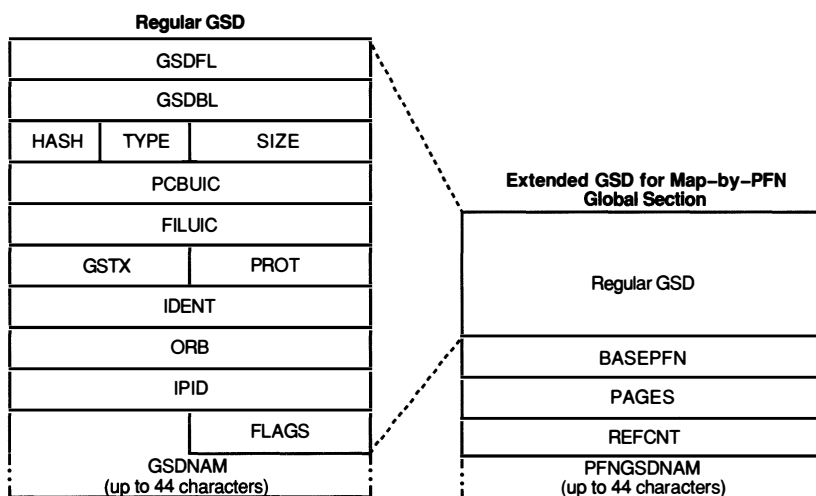 Regular GSD
GSDFL
GSDBL
HASH TYPE SIZE
PCBUIC
FILUIC
GSTX PROT
IDENT
ORB
IPID
FLAGS
GSDNAM
(up to 44 characters)
Extended GSD for Map–by–PFN
Global Section
Regular GSD
BASEPFN
PAGES
REFCNT
PFNGSDNAM
(up to 44 characters)